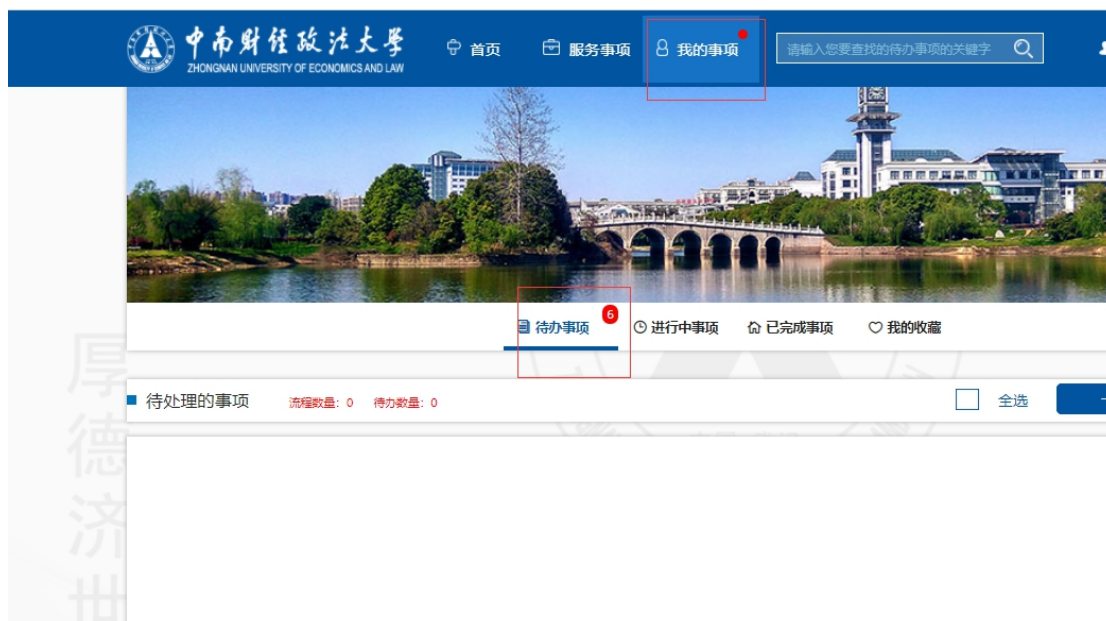 中南财经政法大学
ZHONGNAN UNIVERSITY OF ECONOMICS AND LAW
首页
服务事项
我的事项
请输入您要查找的待办事项的关键字
待办事项
6
进行中事项
已完成事项
我的收藏
待处理的事项
流程数量：0
待办数量：0
全选
厚德济世